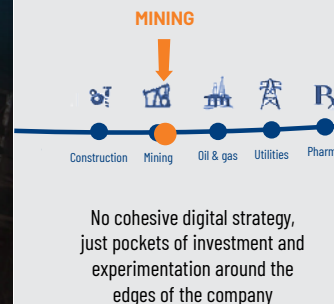 MINING
Construction Mining Oil & gas Utilities Pharm
No cohesive digital strategy,
just pockets of investment and
experimentation around the
edges of the company